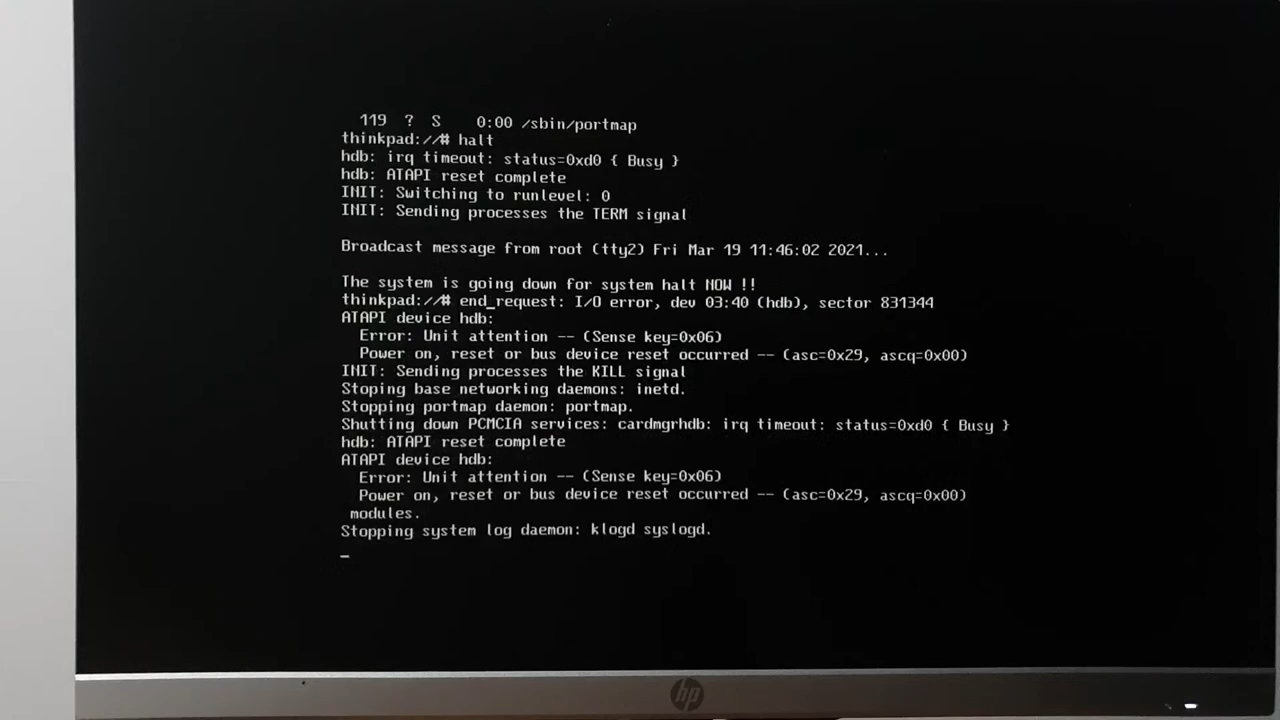 119 ? S 0:00 /sbin/portmap
thinkpad://# halt
hdb: irq timeout: status=0xd0 { Busy }
hdb: ATAPI reset complete
INIT: Switching to runlevel: 0
INIT: Sending processes the TERM signal
Broadcast message from root (tty2) Fri Mar 19 11:46:02 2021...
The system is going down for system halt NOW !!
thinkpad://# end_request: I/O error, dev 03:40 (hdb), sector 831344
ATAPI device hdb:
Error: Unit attention -- (Sense key=0x06)
Power on, reset or bus device reset occurred -- (asc=0x29, ascq=0x00)
INIT: Sending processes the KILL signal
Stoping base networking daemons: inetd.
Stopping portmap daemon: portmap.
Shutting down PCMCIA services: cardmgrhdb: irq timeout: status=0xd0 { Busy }
hdb: ATAPI reset complete
ATAPI device hdb:
Error: Unit attention -- (Sense key=0x06)
Power on, reset or bus device reset occurred -- (asc=0x29, ascq=0x00)
modules.
Stopping system log daemon: klogd syslogd.
_
hp